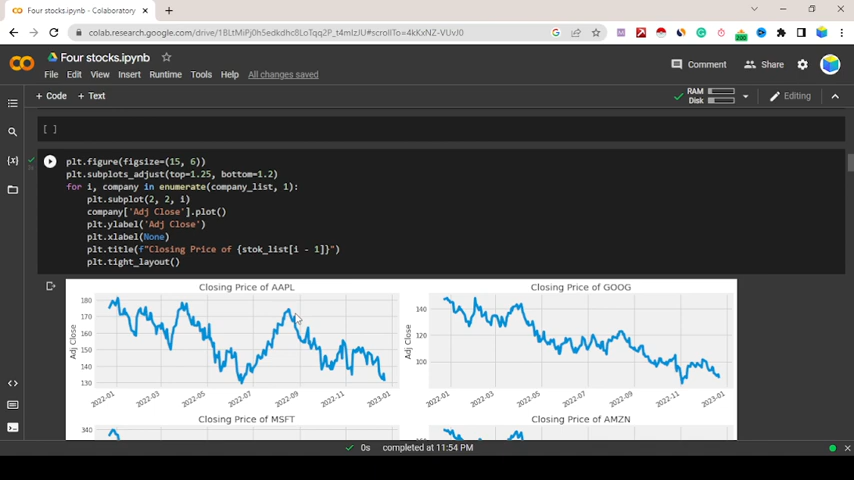 Four stocks.ipynb - Colaboratory
colab.research.google.com/drive/
Four stocks.ipynb
File Edit View Insert Runtime Tools Help All changes saved
Comment Share
+ Code + Text
RAM
Disk
Editing
[ ]
plt.figure(figsize=(15, 6))
plt.subplots_adjust(top=1.25, bottom=1.2)
for i, company in enumerate(company_list, 1):
plt.subplot(2, 2, i)
company['Adj Close'].plot()
plt.ylabel('Adj Close')
plt.xlabel(None)
plt.title(f"Closing Price of {stok_list[i - 1]}")
plt.tight_layout()
Closing Price of AAPL
180
170
160
150
140
130
Adj Close
2022-01 2022-03 2022-05 2022-07 2022-09 2022-11 2023-01
Closing Price of GOOG
140
120
100
Adj Close
2022-01 2022-03 2022-05 2022-07 2022-09 2022-11 2023-01
Closing Price of MSFT
340
Closing Price of AMZN
0s completed at 11:54 PM